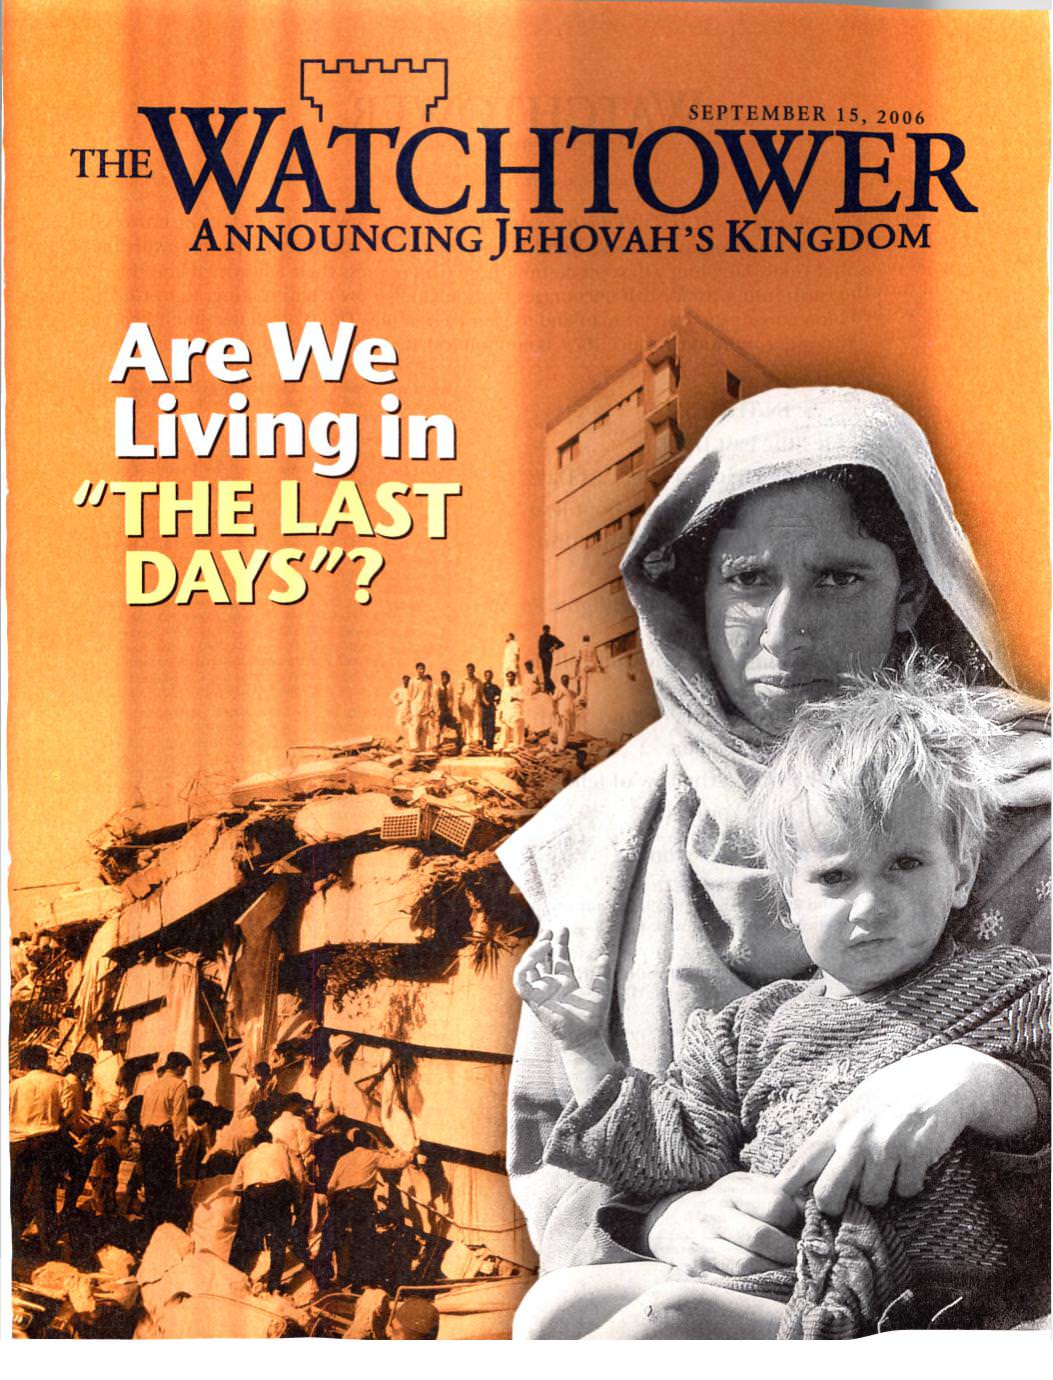 SEPTEMBER 15, 2006
THE WATCHTOWER
ANNOUNCING JEHOVAH'S KINGDOM
Are We
Living in
"THE LAST
DAYS"?